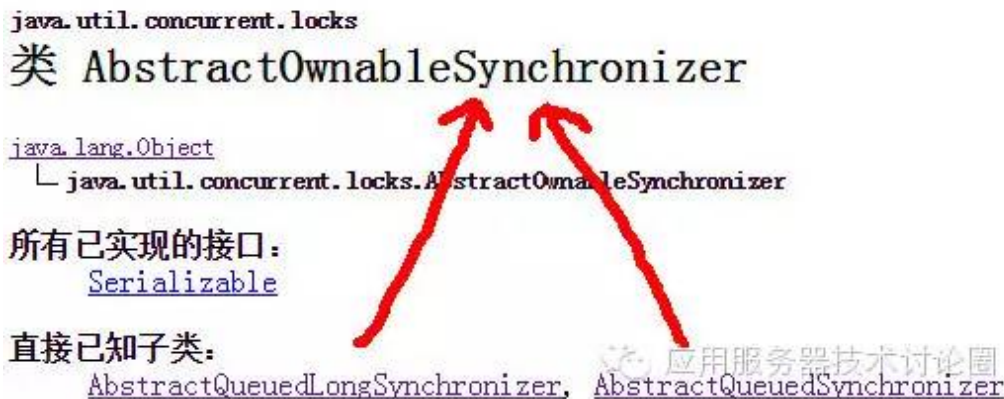 java.util.concurrent.locks
类 AbstractOwnableSynchronizer
java.lang.Object
java.util.concurrent.locks.AbstractOwnableSynchronizer
所有已实现的接口：
Serializable
直接已知子类：
应用服务器技术讨论圈
AbstractQueuedLongSynchronizer, AbstractQueuedSynchronizer